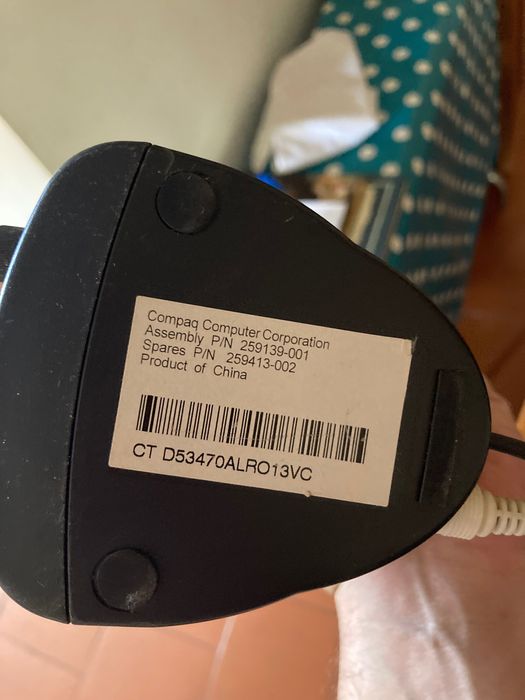 Compaq Computer Corporation
Assembly P/N 259139-001
Spares P/N 259413-002
Product of China
CT D53470ALRO13VC